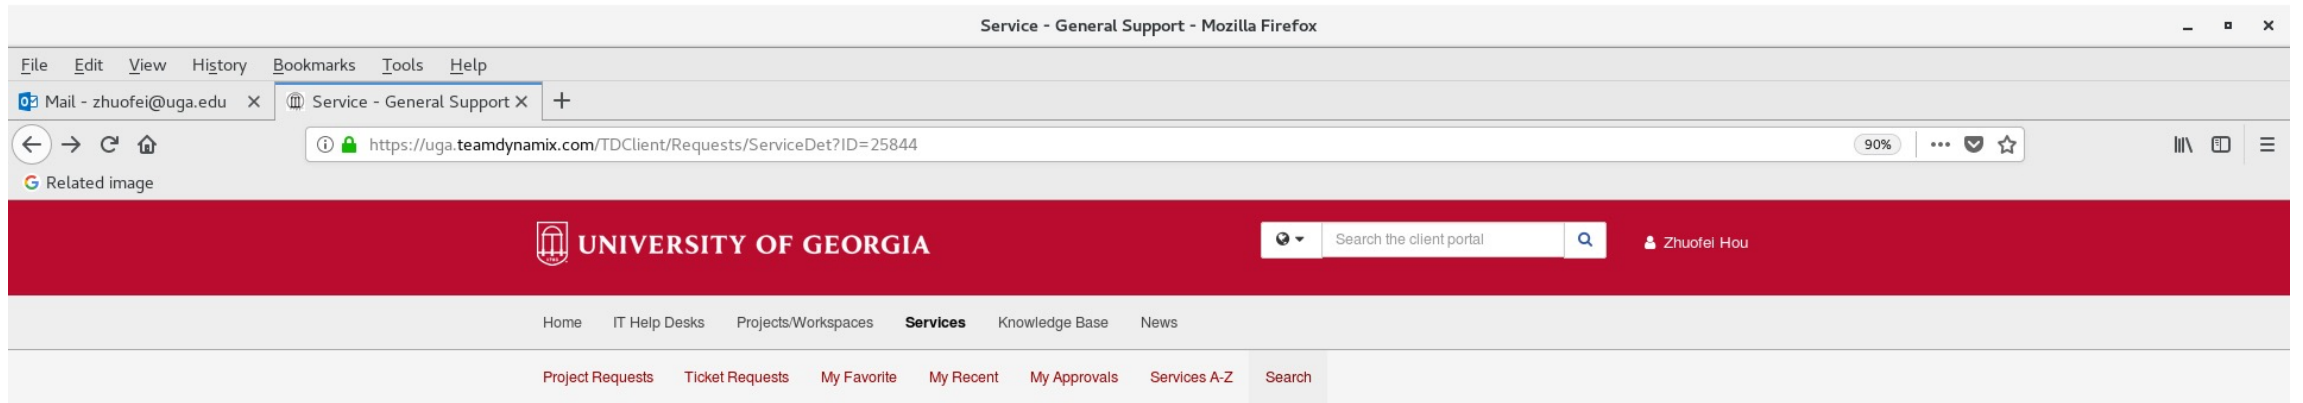 Service - General Support - Mozilla Firefox
File Edit View History Bookmarks Tools Help
Mail - zhuofei@uga.edu Service - General Support
https://uga.teamdynamix.com/TDClient/Requests/ServiceDet?ID=25844 90%
Related image
UNIVERSITY OF GEORGIA Search the client portal Zhuofei Hou
Home IT Help Desks Projects/Workspaces Services Knowledge Base News
Project Requests Ticket Requests My Favorite My Recent My Approvals Services A-Z Search